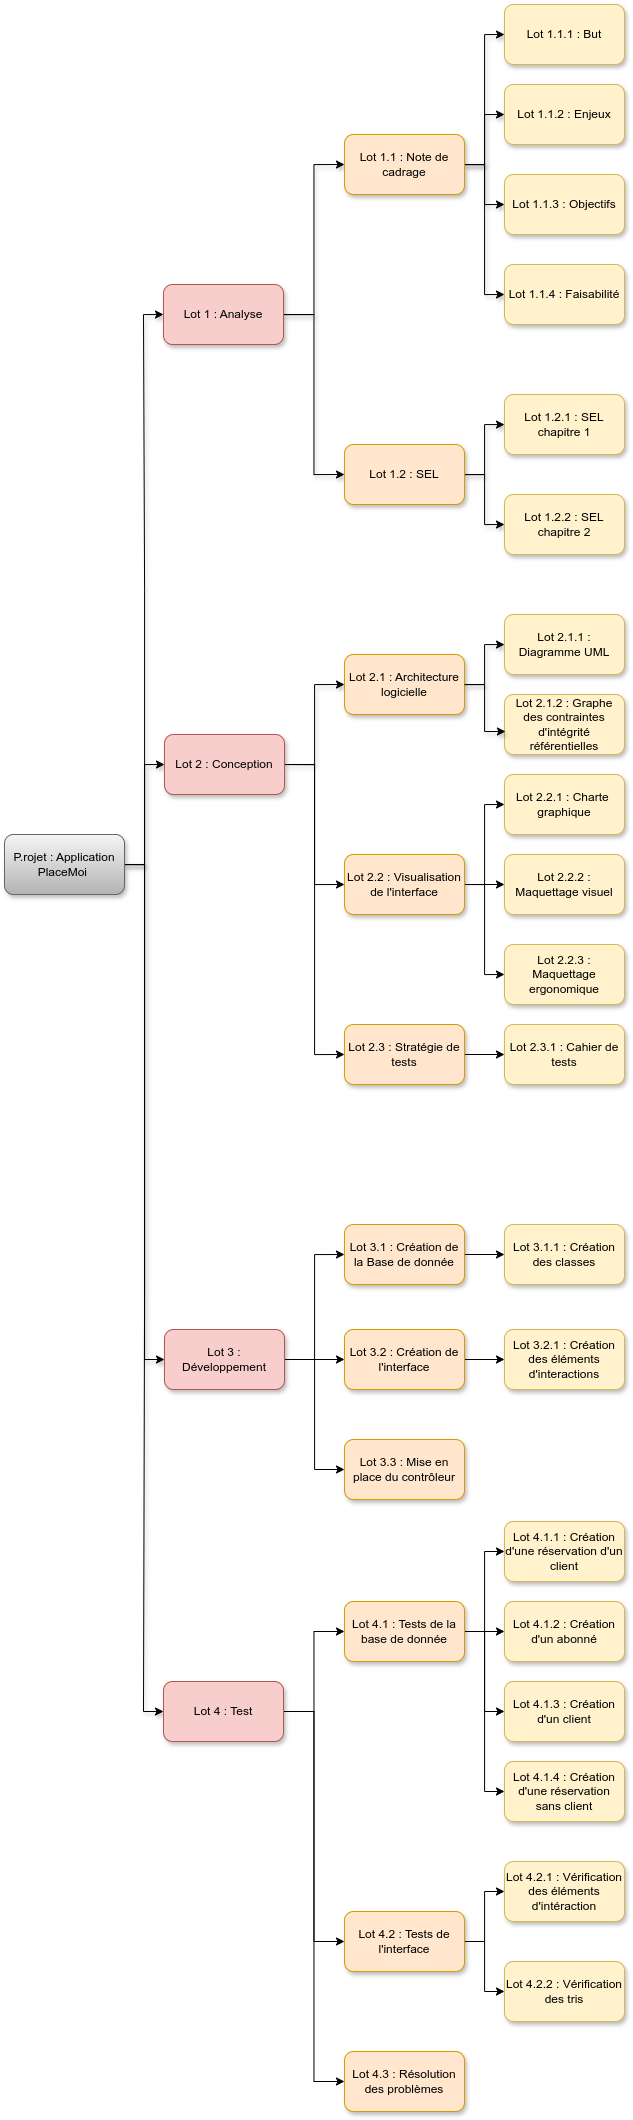 P.rojet : Application
PlaceMoi
Lot 1 : Analyse
Lot 1.1 : Note de
cadrage
Lot 1.1.1 : But
Lot 1.1.2 : Enjeux
Lot 1.1.3 : Objectifs
Lot 1.1.4 : Faisabilité
Lot 1.2 : SEL
Lot 1.2.1 : SEL
chapitre 1
Lot 1.2.2 : SEL
chapitre 2
Lot 2 : Conception
Lot 2.1 : Architecture
logicielle
Lot 2.1.1 :
Diagramme UML
Lot 2.1.2 : Graphe
des contraintes
d'intégrité
référentielles
Lot 2.2 : Visualisation
de l'interface
Lot 2.2.1 : Charte
graphique
Lot 2.2.2 :
Maquettage visuel
Lot 2.2.3 :
Maquettage
ergonomique
Lot 2.3 : Stratégie de
tests
Lot 2.3.1 : Cahier de
tests
Lot 3 :
Développement
Lot 3.1 : Création de
la Base de donnée
Lot 3.1.1 : Création
des classes
Lot 3.2 : Création de
l'interface
Lot 3.2.1 : Création
des éléments
d'interactions
Lot 3.3 : Mise en
place du contrôleur
Lot 4 : Test
Lot 4.1 : Tests de la
base de donnée
Lot 4.1.1 : Création
d'une réservation d'un
client
Lot 4.1.2 : Création
d'un abonné
Lot 4.1.3 : Création
d'un client
Lot 4.1.4 : Création
d'une réservation
sans client
Lot 4.2 : Tests de
l'interface
Lot 4.2.1 : Vérification
des éléments
d'intéraction
Lot 4.2.2 : Vérification
des tris
Lot 4.3 : Résolution
des problèmes